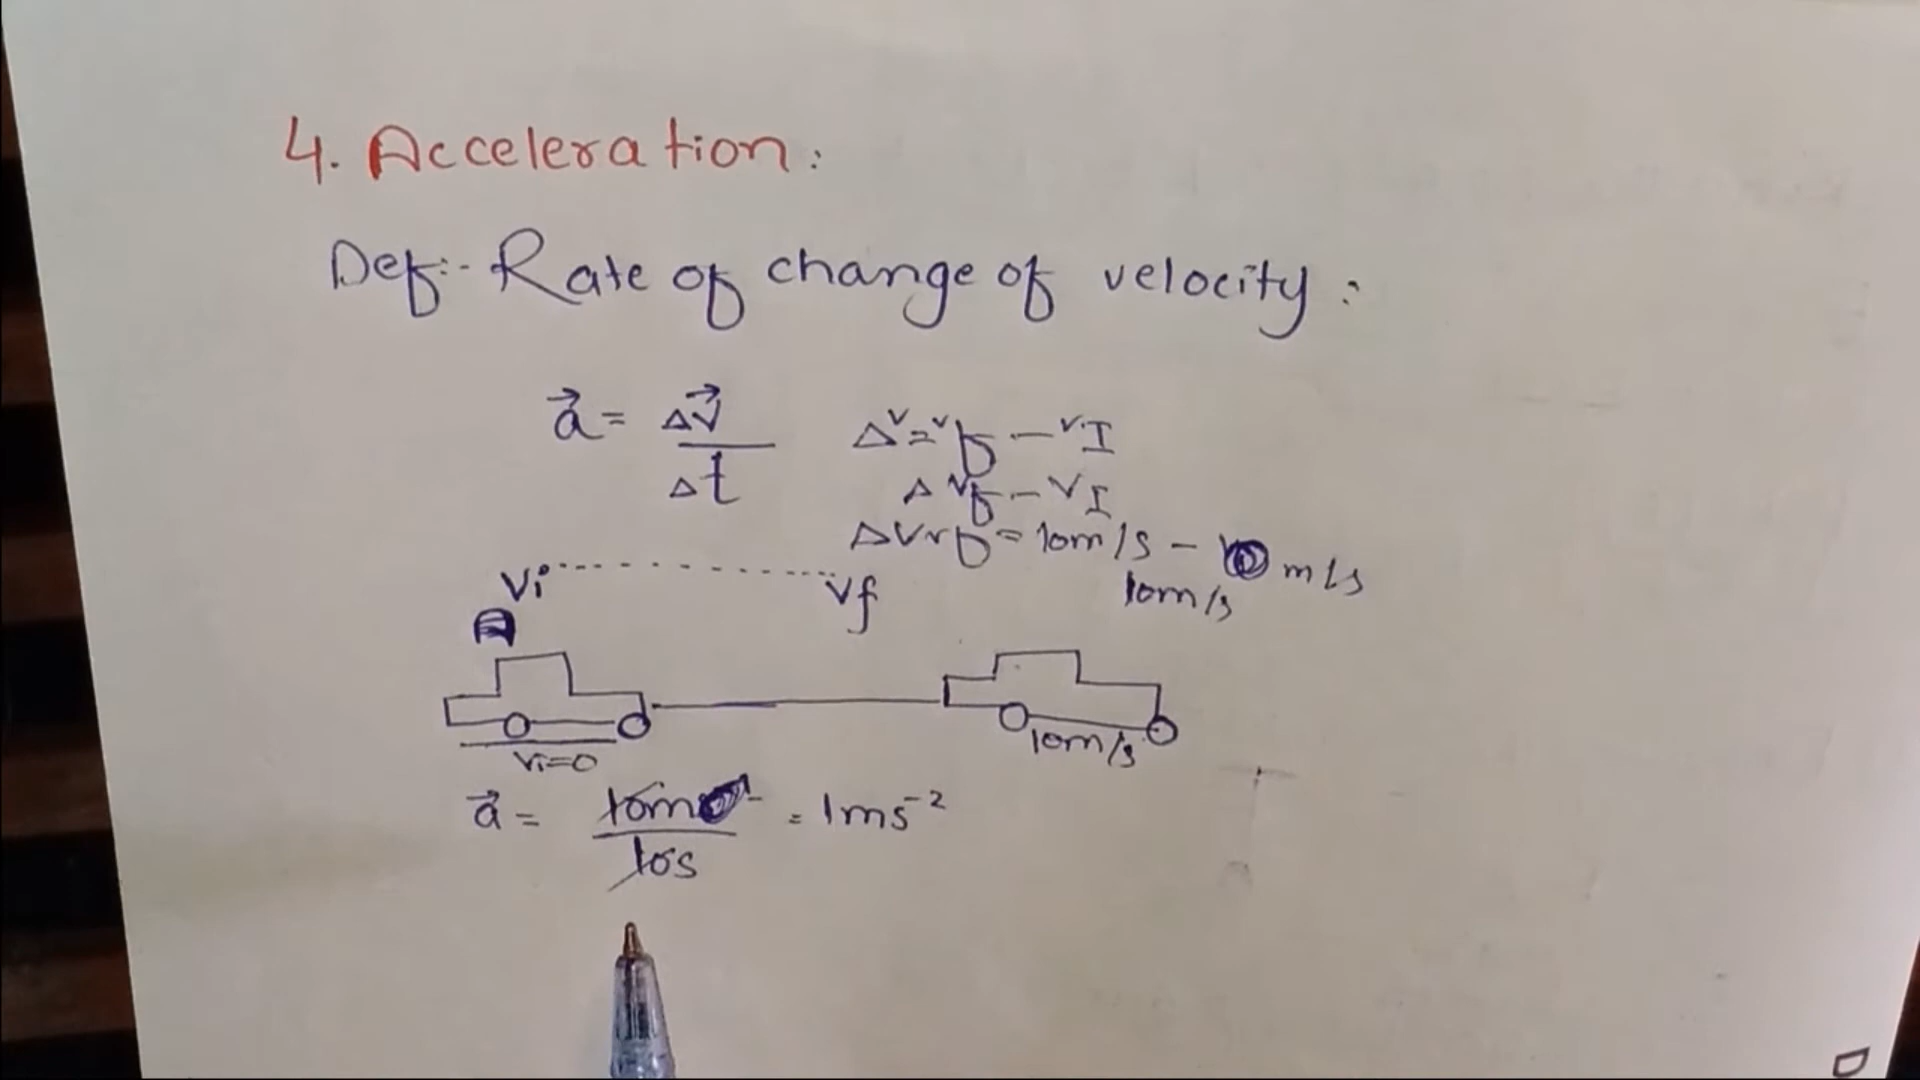 4. Acceleration:
Def:- Rate of change of velocity:
a⃗ = Δv⃗ / Δt
Δv = vf − vI
Δ vf − vI
= 10m/s − 0 m/s
10m/s
Vi ............ Vf
Vi=0
10m/s
a⃗ = 10m / 10s = 1ms⁻²
D